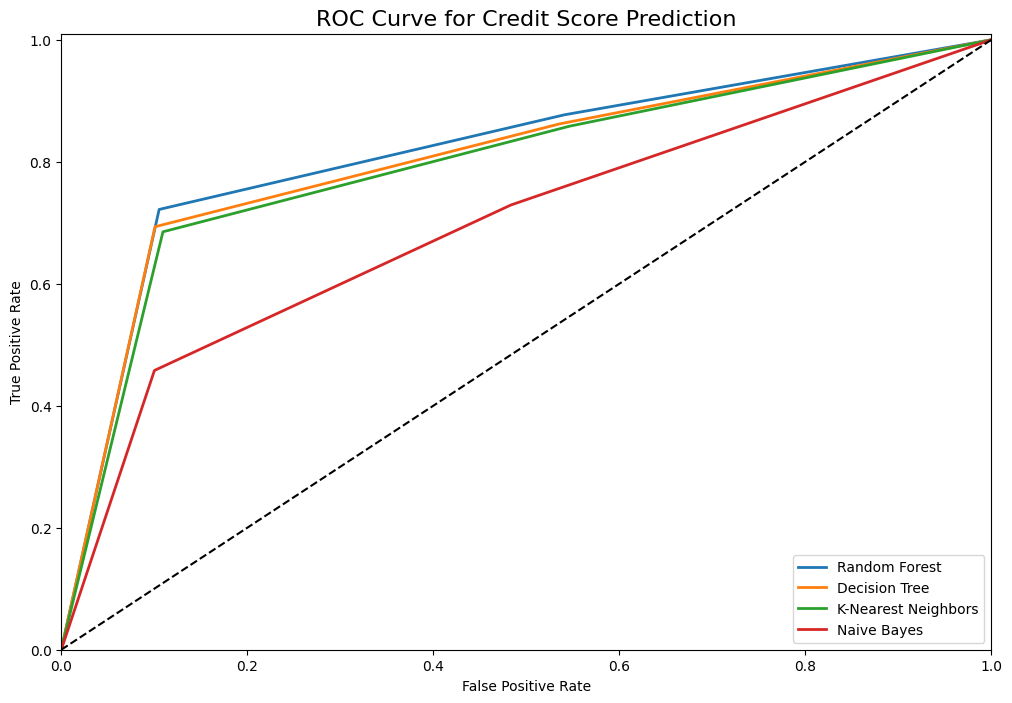 ROC Curve for Credit Score Prediction
True Positive Rate
1.0
0.8
0.6
0.4
0.2
0.0
0.0 0.2 0.4 0.6 0.8 1.0
False Positive Rate
Random Forest
Decision Tree
K-Nearest Neighbors
Naive Bayes